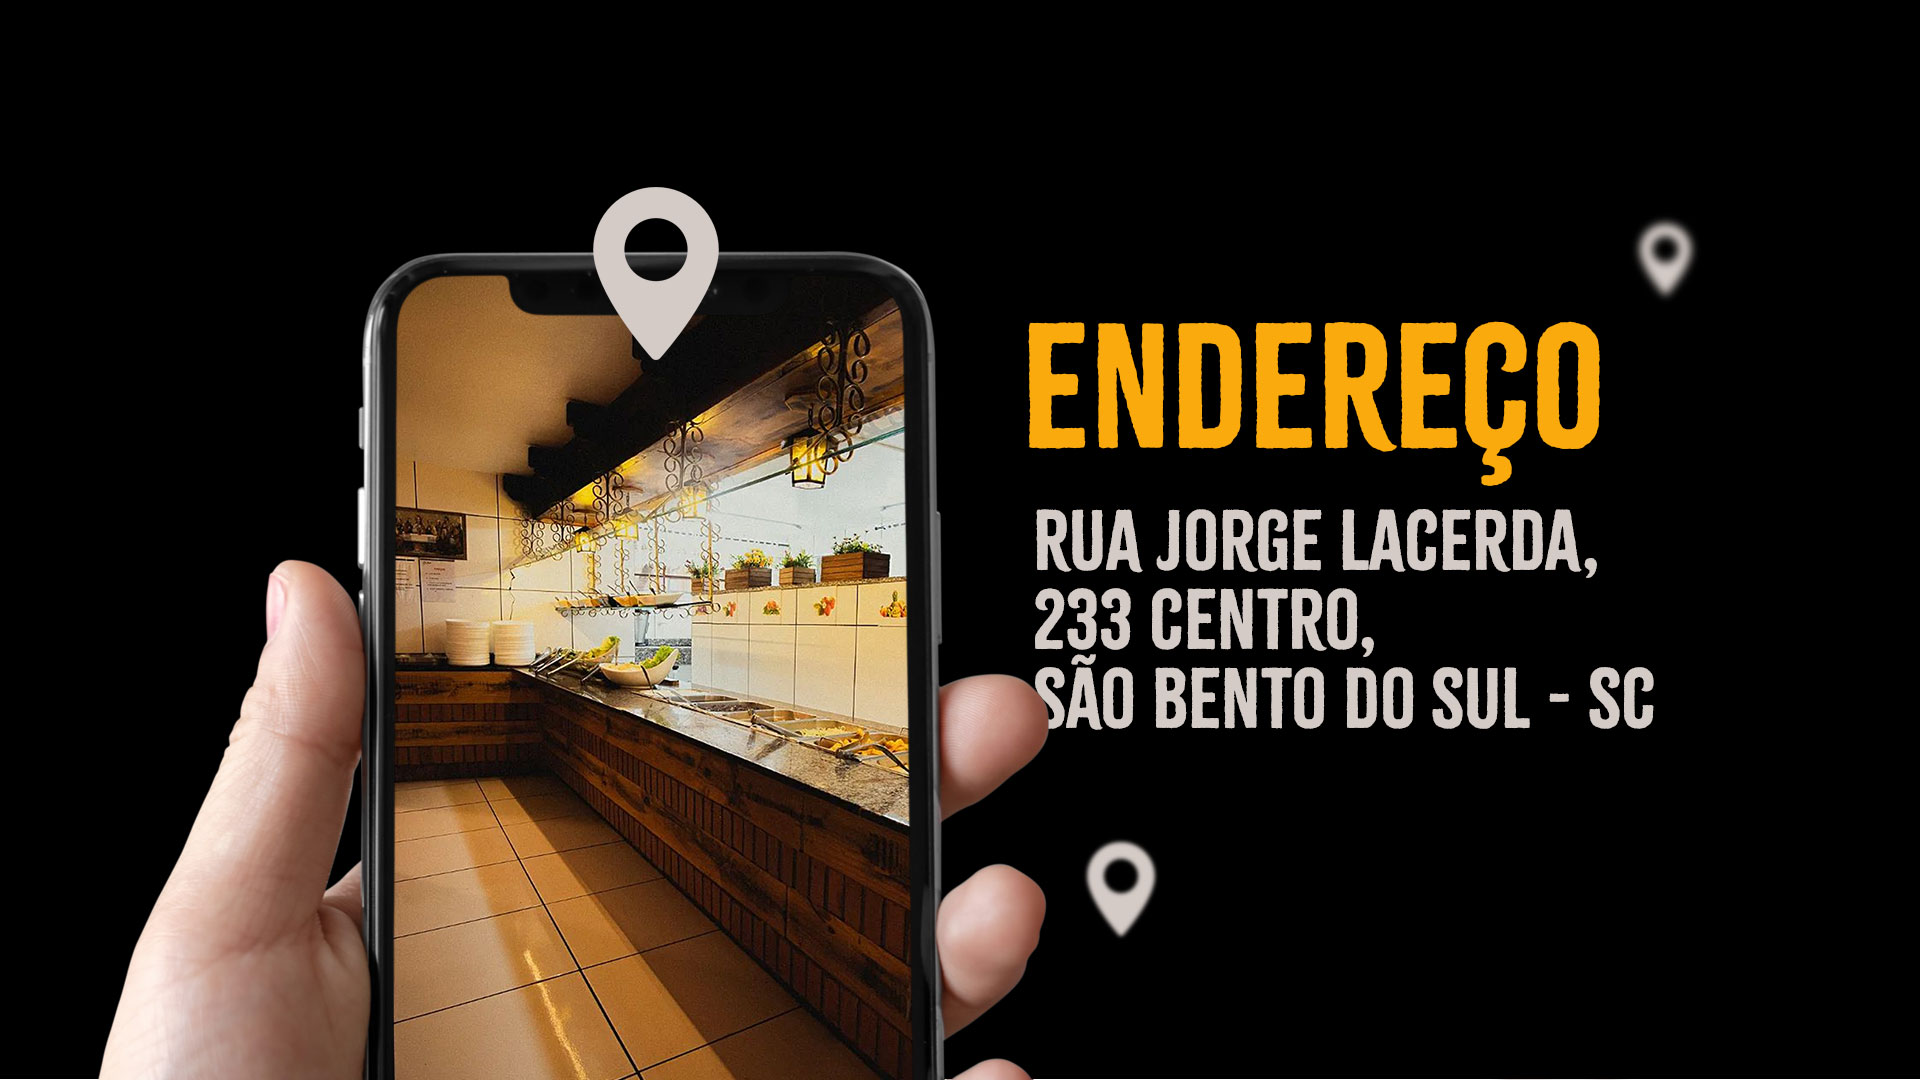 ENDEREÇO
RUA JORGE LACERDA,
233 CENTRO,
SÃO BENTO DO SUL - SC